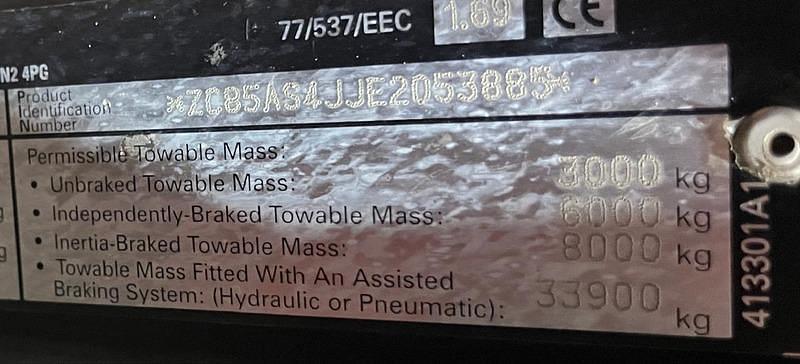 77/537/EEC 1.69 CE
N2 4PG
Product
Identification
Number
*ZCB5AS4JJE2053885*
Permissible Towable Mass:
• Unbraked Towable Mass: 3000 kg
• Independently-Braked Towable Mass: 6000 kg
• Inertia-Braked Towable Mass: 8000 kg
• Towable Mass Fitted With An Assisted
Braking System: (Hydraulic or Pneumatic): 33900 kg
413301A1